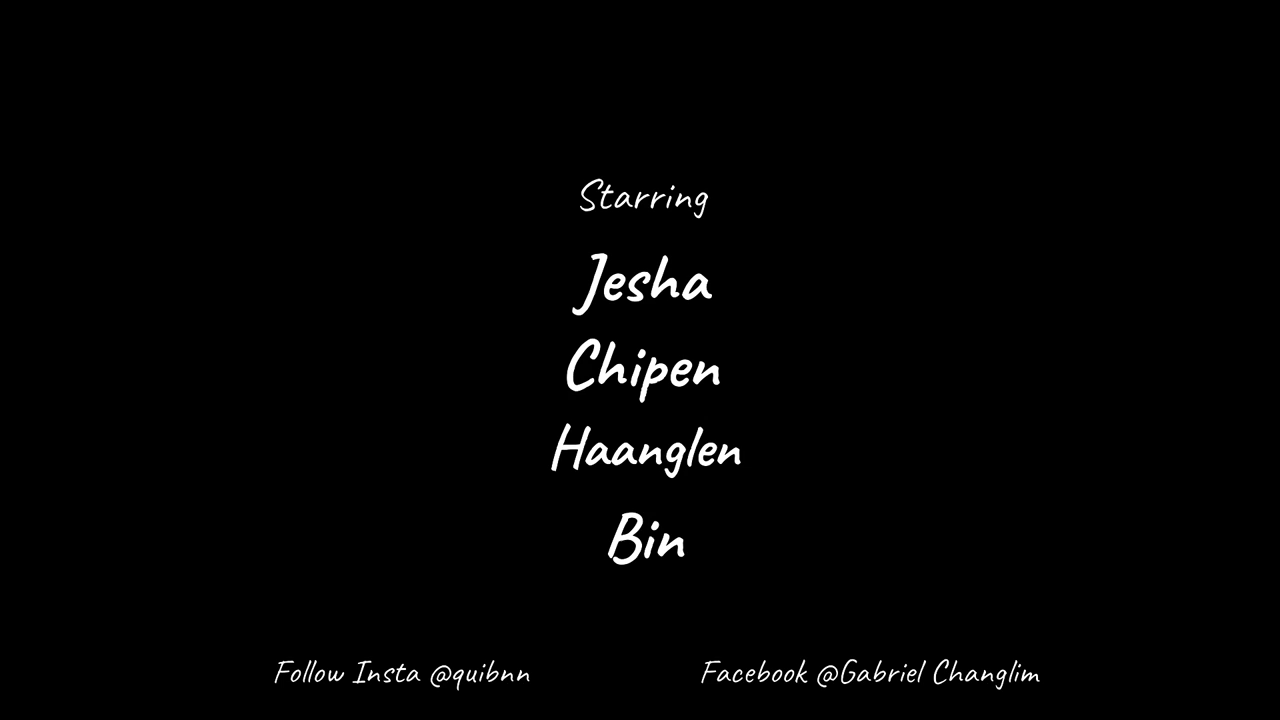 Starring
Jesha
Chipen
Haanglen
Bin
Follow Insta @quibnn
Facebook @Gabriel Changlim